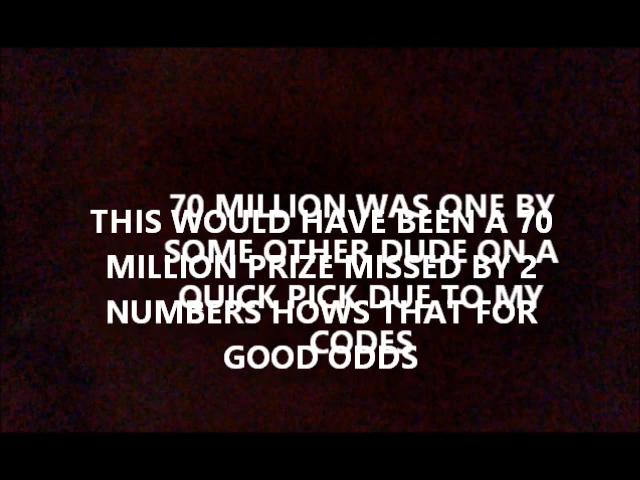 70 MILLION WAS ONE BY
SOME OTHER DUDE ON A
QUICK PICK DUE TO MY
CODES
THIS WOULD HAVE BEEN A 70
MILLION PRIZE MISSED BY 2
NUMBERS HOWS THAT FOR
GOOD ODDS